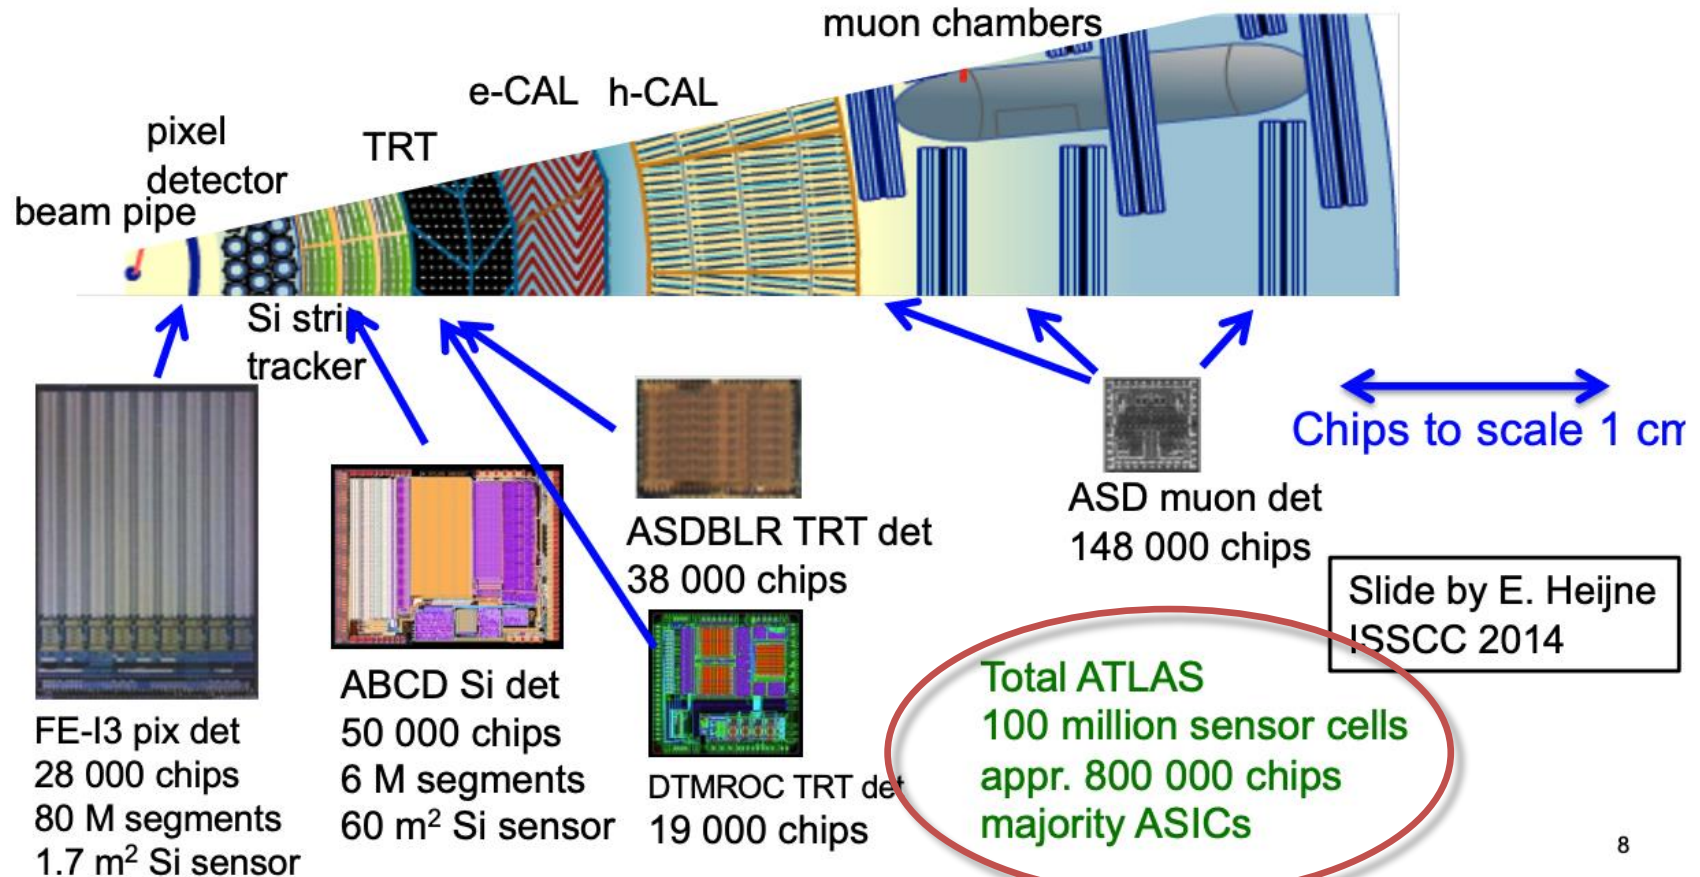 muon chambers
e-CAL h-CAL
pixel
detector
TRT
beam pipe
Si strip
tracker
Chips to scale 1 cm
FE-I3 pix det
28 000 chips
80 M segments
1.7 m² Si sensor
ABCD Si det
50 000 chips
6 M segments
60 m² Si sensor
ASDBLR TRT det
38 000 chips
DTMROC TRT det
19 000 chips
ASD muon det
148 000 chips
Slide by E. Heijne
ISSCC 2014
Total ATLAS
100 million sensor cells
appr. 800 000 chips
majority ASICs
8